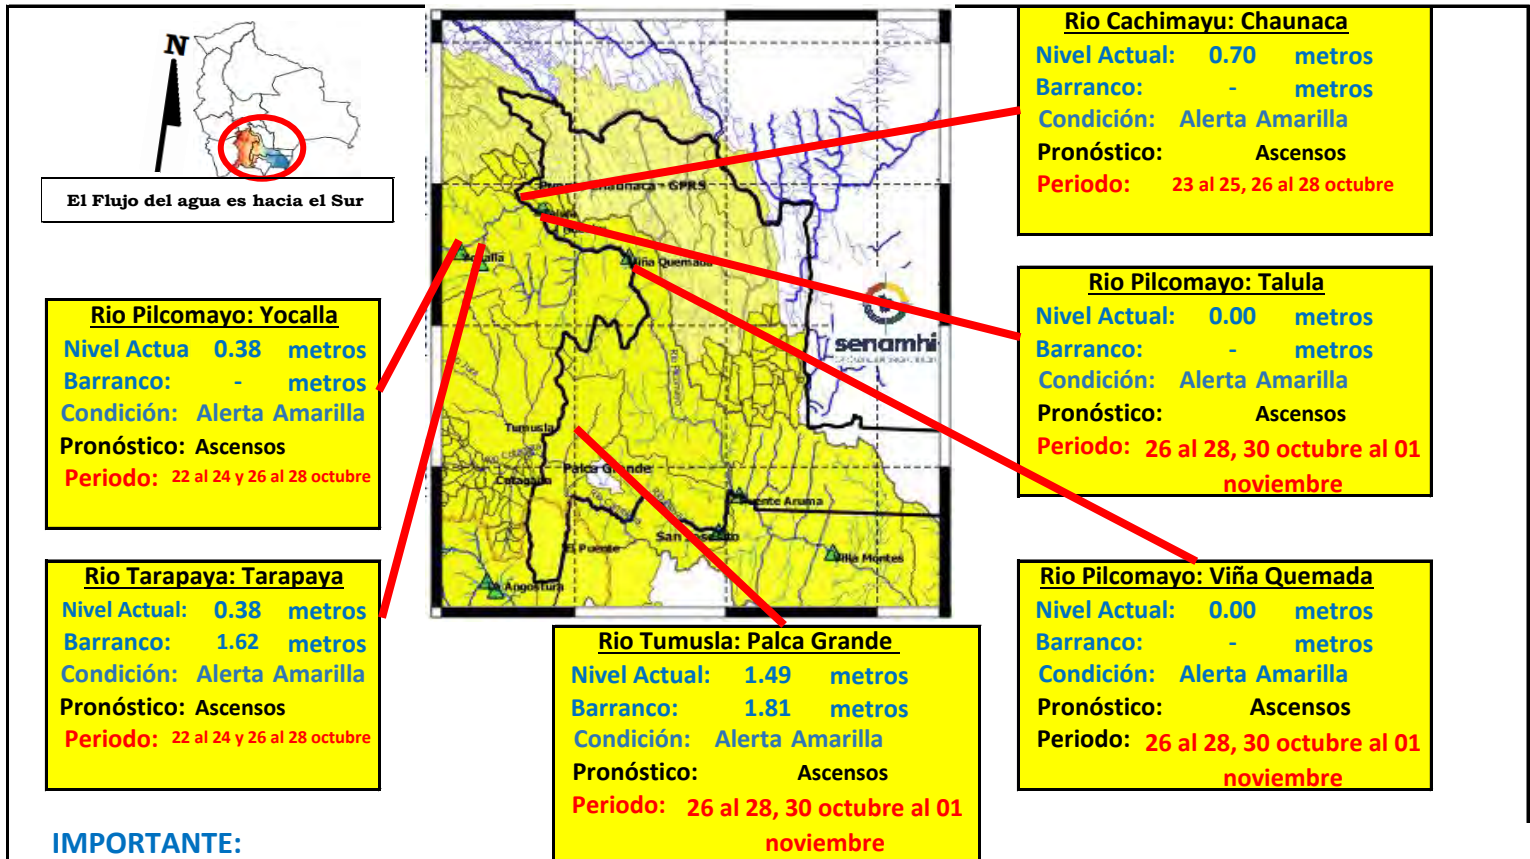 N
El Flujo del agua es hacia el Sur
Rio Pilcomayo: Yocalla
Nivel Actua 0.38 metros
Barranco: - metros
Condición: Alerta Amarilla
Pronóstico: Ascensos
Periodo: 22 al 24 y 26 al 28 octubre
Rio Tarapaya: Tarapaya
Nivel Actual: 0.38 metros
Barranco: 1.62 metros
Condición: Alerta Amarilla
Pronóstico: Ascensos
Periodo: 22 al 24 y 26 al 28 octubre
IMPORTANTE:
- GPRS
Viña Quemada
senamhi
Tumusla
Palca Grande
Cotagaita
Puente Aruma
San Josesito
El Puente
Villa Montes
Angostura
Rio Tumusla: Palca Grande
Nivel Actual: 1.49 metros
Barranco: 1.81 metros
Condición: Alerta Amarilla
Pronóstico: Ascensos
Periodo: 26 al 28, 30 octubre al 01
noviembre
Rio Cachimayu: Chaunaca
Nivel Actual: 0.70 metros
Barranco: - metros
Condición: Alerta Amarilla
Pronóstico: Ascensos
Periodo: 23 al 25, 26 al 28 octubre
Rio Pilcomayo: Talula
Nivel Actual: 0.00 metros
Barranco: - metros
Condición: Alerta Amarilla
Pronóstico: Ascensos
Periodo: 26 al 28, 30 octubre al 01
noviembre
Rio Pilcomayo: Viña Quemada
Nivel Actual: 0.00 metros
Barranco: - metros
Condición: Alerta Amarilla
Pronóstico: Ascensos
Periodo: 26 al 28, 30 octubre al 01
noviembre